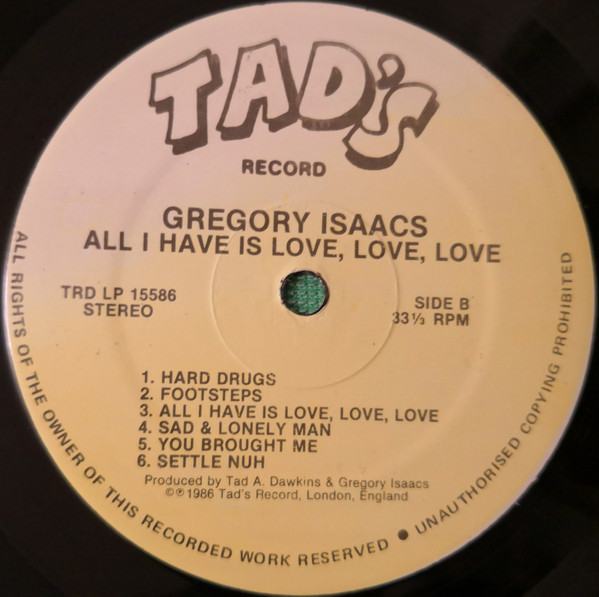 TAD'S
RECORD
GREGORY ISAACS
ALL I HAVE IS LOVE, LOVE, LOVE
TRD LP 15586
STEREO
SIDE B
33⅓ RPM
1. HARD DRUGS
2. FOOTSTEPS
3. ALL I HAVE IS LOVE, LOVE, LOVE
4. SAD & LONELY MAN
5. YOU BROUGHT ME
6. SETTLE NUH
Produced by Tad A. Dawkins & Gregory Isaacs
©℗1986 Tad's Record, London, England
ALL RIGHTS OF THE OWNER OF THIS RECORDED WORK RESERVED ● UNAUTHORISED COPYING PROHIBITED